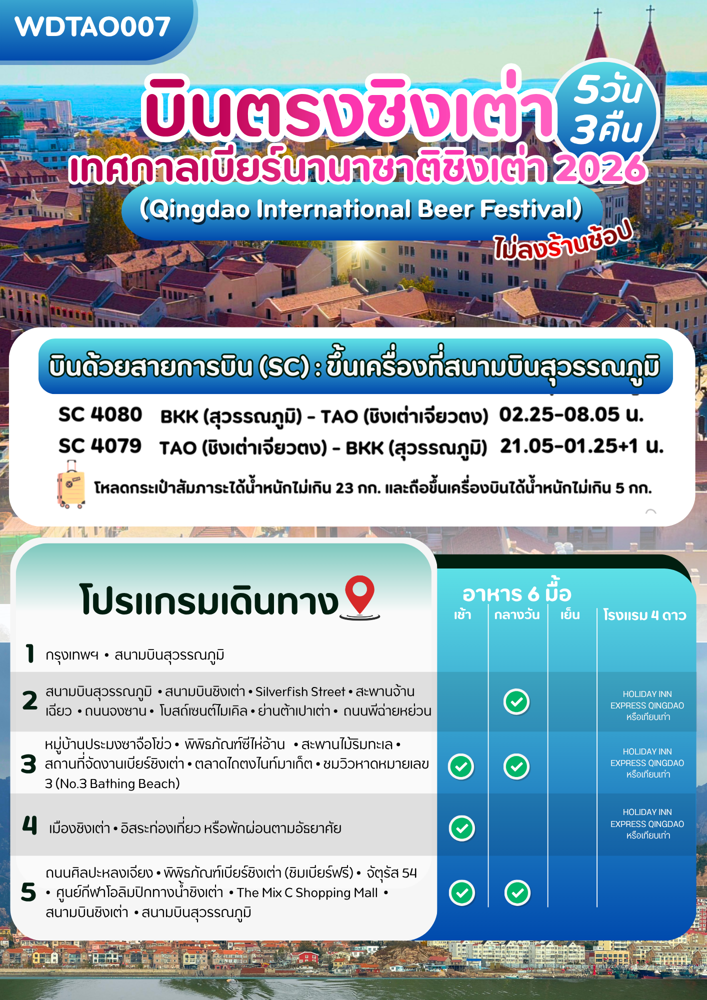 WDTAO007
บินตรงชิงเต่า
5วัน
3คืน
เทศกาลเบียร์นานาชาติชิงเต่า 2026
(Qingdao International Beer Festival)
ไม่ลงร้านช้อป
บินด้วยสายการบิน (SC) : ขึ้นเครื่องที่สนามบินสุวรรณภูมิ
SC 4080 BKK (สุวรรณภูมิ) - TAO (ชิงเต่าเจียวตง) 02.25-08.05 น.
SC 4079 TAO (ชิงเต่าเจียวตง) - BKK (สุวรรณภูมิ) 21.05-01.25+1 น.
โหลดกระเป๋าสัมภาระได้น้ำหนักไม่เกิน 23 กก. และถือขึ้นเครื่องบินได้น้ำหนักไม่เกิน 5 กก.
โปรแกรมเดินทาง
อาหาร 6 มื้อ
เช้า กลางวัน เย็น โรงแรม 4 ดาว
1 กรุงเทพฯ • สนามบินสุวรรณภูมิ
2 สนามบินสุวรรณภูมิ • สนามบินชิงเต่า • Silverfish Street • สะพานจ้าน
เฉียว • ถนนจงซาน • โบสถ์เซนต์ไมเคิล • ย่านต้าเปาเต่า • ถนนพีฉ่ายหย่วน
HOLIDAY INN
EXPRESS QINGDAO
หรือเทียบเท่า
3 หมู่บ้านประมงซาจือโข่ว • พิพิธภัณฑ์ซีไห่อ้าน • สะพานไม้ริมทะเล •
สถานที่จัดงานเบียร์ชิงเต่า • ตลาดไถตงไนท์มาเก็ต • ชมวิวหาดหมายเลข
3 (No.3 Bathing Beach)
HOLIDAY INN
EXPRESS QINGDAO
หรือเทียบเท่า
4 เมืองชิงเต่า • อิสระท่องเที่ยว หรือพักผ่อนตามอัธยาศัย
HOLIDAY INN
EXPRESS QINGDAO
หรือเทียบเท่า
5 ถนนศิลปะหลงเจียง • พิพิธภัณฑ์เบียร์ชิงเต่า (ชิมเบียร์ฟรี) • จัตุรัส 54
• ศูนย์กีฬาโอลิมปิกทางน้ำชิงเต่า • The Mix C Shopping Mall •
สนามบินชิงเต่า • สนามบินสุวรรณภูมิ